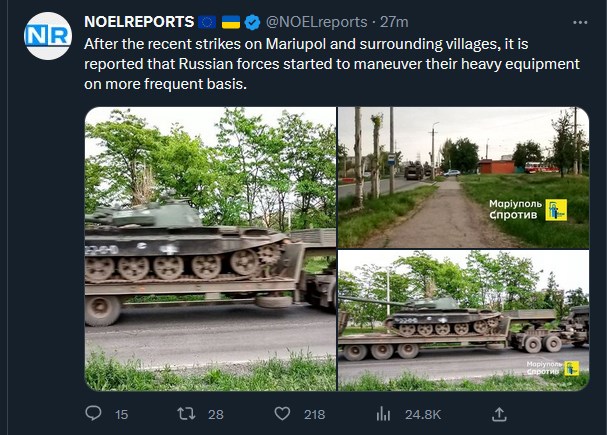 NR
NOELREPORTS 🇪🇺 🇺🇦 @NOELreports · 27m
After the recent strikes on Mariupol and surrounding villages, it is
reported that Russian forces started to maneuver their heavy equipment
on more frequent basis.
Маріуполь
Спротив
Маріуполь
Спротив
15 28 218 24.8K